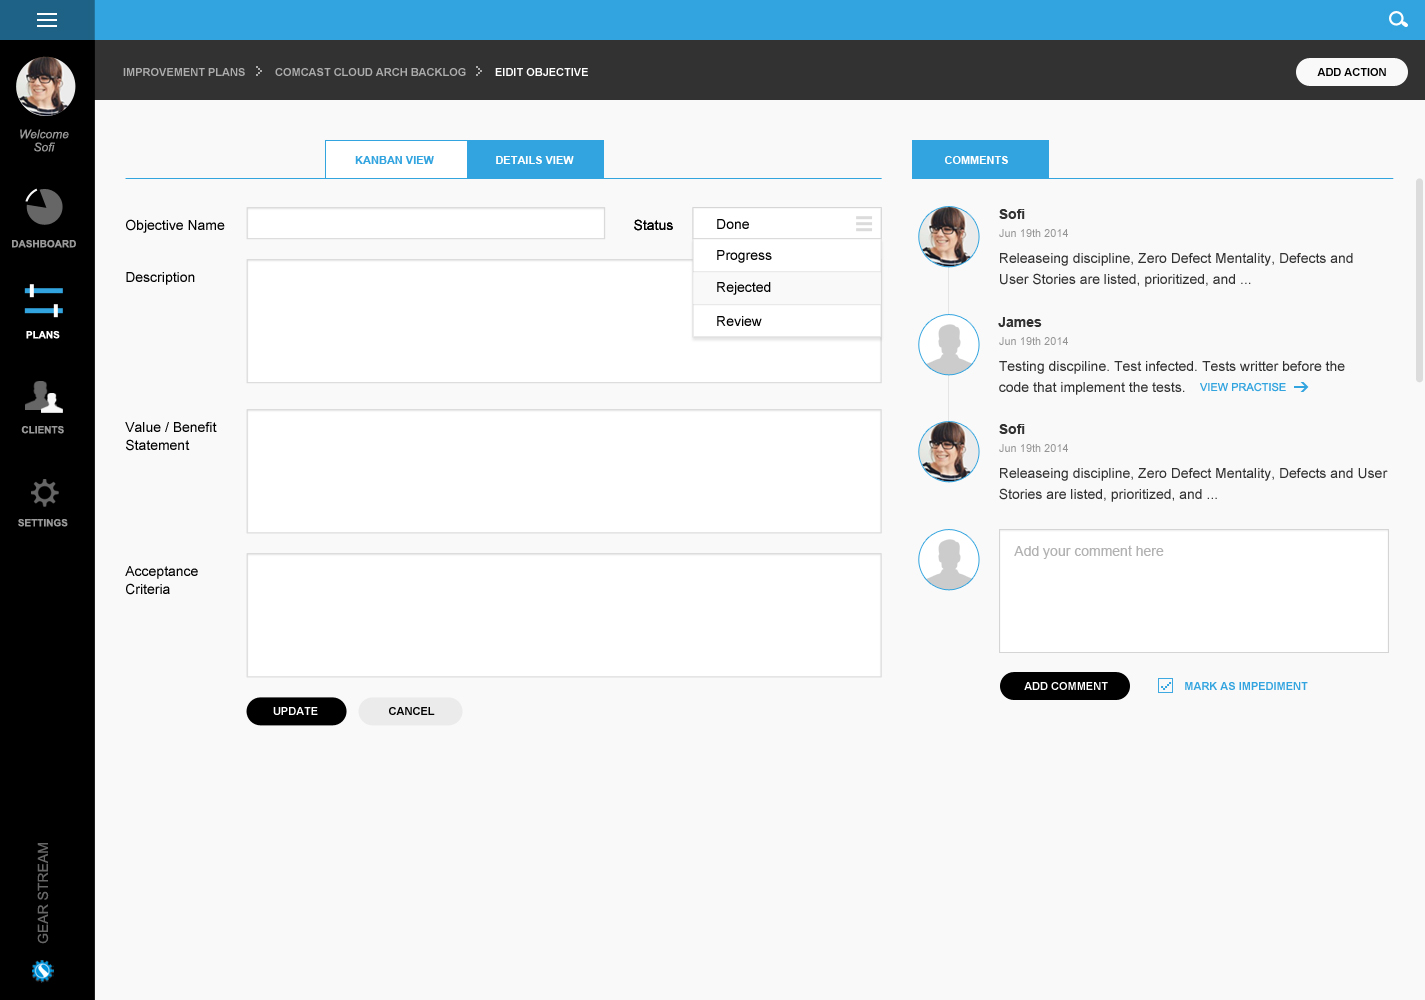 Welcome
Sofi
DASHBOARD
PLANS
CLIENTS
SETTINGS
GEAR STREAM
IMPROVEMENT PLANS > COMCAST CLOUD ARCH BACKLOG > EIDIT OBJECTIVE
ADD ACTION
KANBAN VIEW
DETAILS VIEW
Objective Name
Status
Done
Progress
Rejected
Review
Description
Value / Benefit
Statement
Acceptance
Criteria
UPDATE
CANCEL
COMMENTS
Sofi
Jun 19th 2014
Releaseing discipline, Zero Defect Mentality, Defects and
User Stories are listed, prioritized, and ...
James
Jun 19th 2014
Testing discpiline. Test infected. Tests writter before the
code that implement the tests. VIEW PRACTISE
Sofi
Jun 19th 2014
Releaseing discipline, Zero Defect Mentality, Defects and User
Stories are listed, prioritized, and ...
Add your comment here
ADD COMMENT
MARK AS IMPEDIMENT